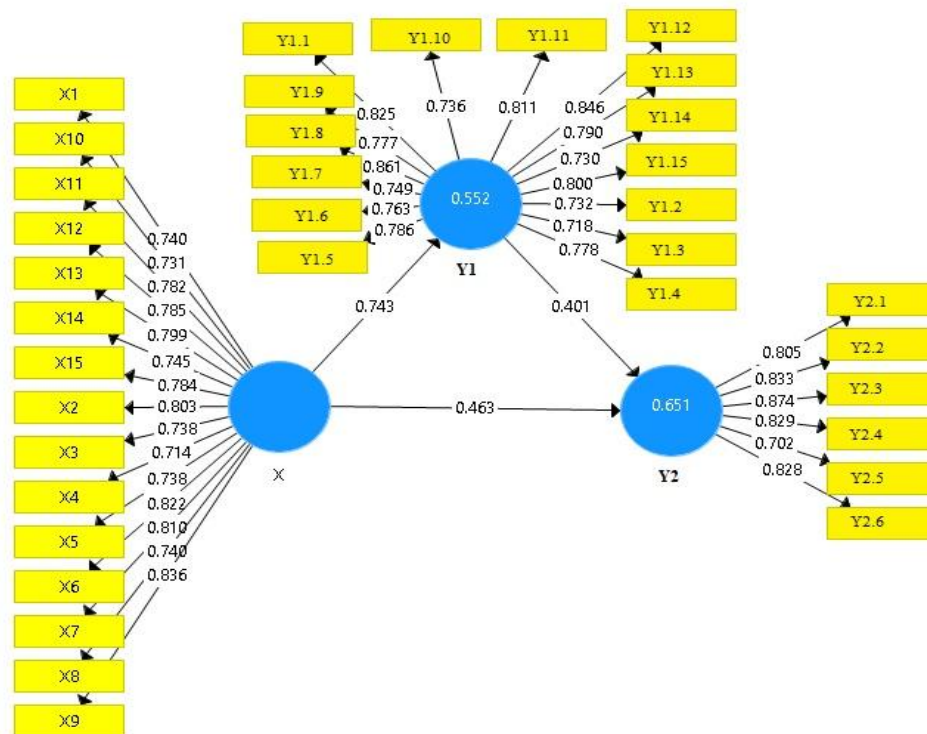 Y1.1
Y1.10
Y1.11
Y1.12
Y1.9
Y1.13
Y1.8
Y1.14
Y1.7
Y1.15
Y1.6
Y1.2
Y1.5
Y1.3
Y1.4
0.825
0.736
0.811
0.846
0.777
0.790
0.861
0.730
0.749
0.800
0.763
0.732
0.786
0.718
0.778
0.552
Y1
X1
X10
X11
X12
X13
X14
X15
X2
X3
X4
X5
X6
X7
X8
X9
0.740
0.731
0.782
0.785
0.799
0.745
0.784
0.803
0.738
0.714
0.738
0.822
0.810
0.740
0.836
X
0.743
0.401
0.463
0.651
Y2
0.805
0.833
0.874
0.829
0.702
0.828
Y2.1
Y2.2
Y2.3
Y2.4
Y2.5
Y2.6